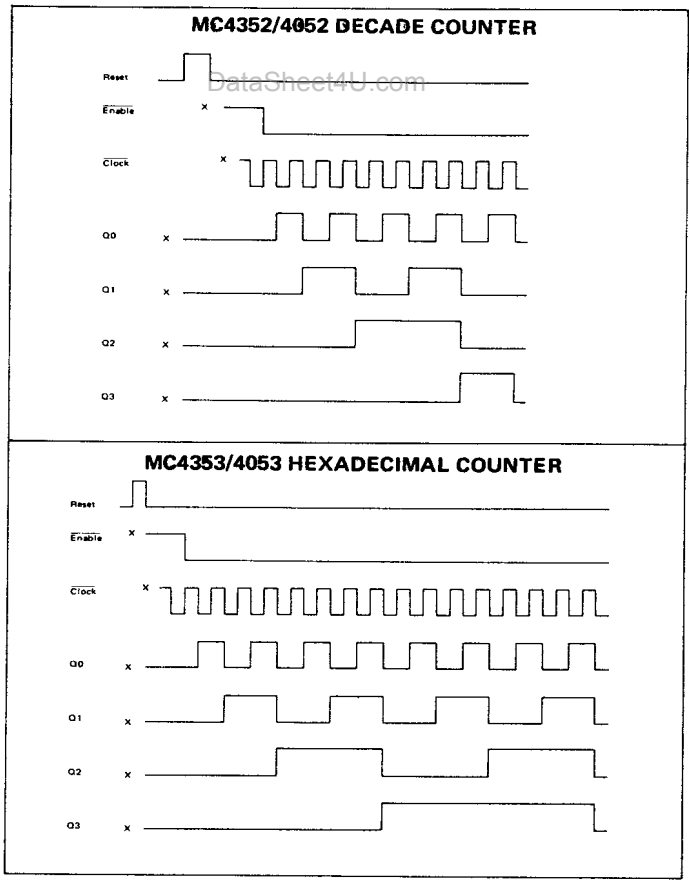 MC4352/4052 DECADE COUNTER
Reset
DataSheet4U.com
Enable
x
Clock
x
Q0
x
Q1
x
Q2
x
Q3
x
MC4353/4053 HEXADECIMAL COUNTER
Reset
Enable
x
Clock
x
Q0
x
Q1
x
Q2
x
Q3
x